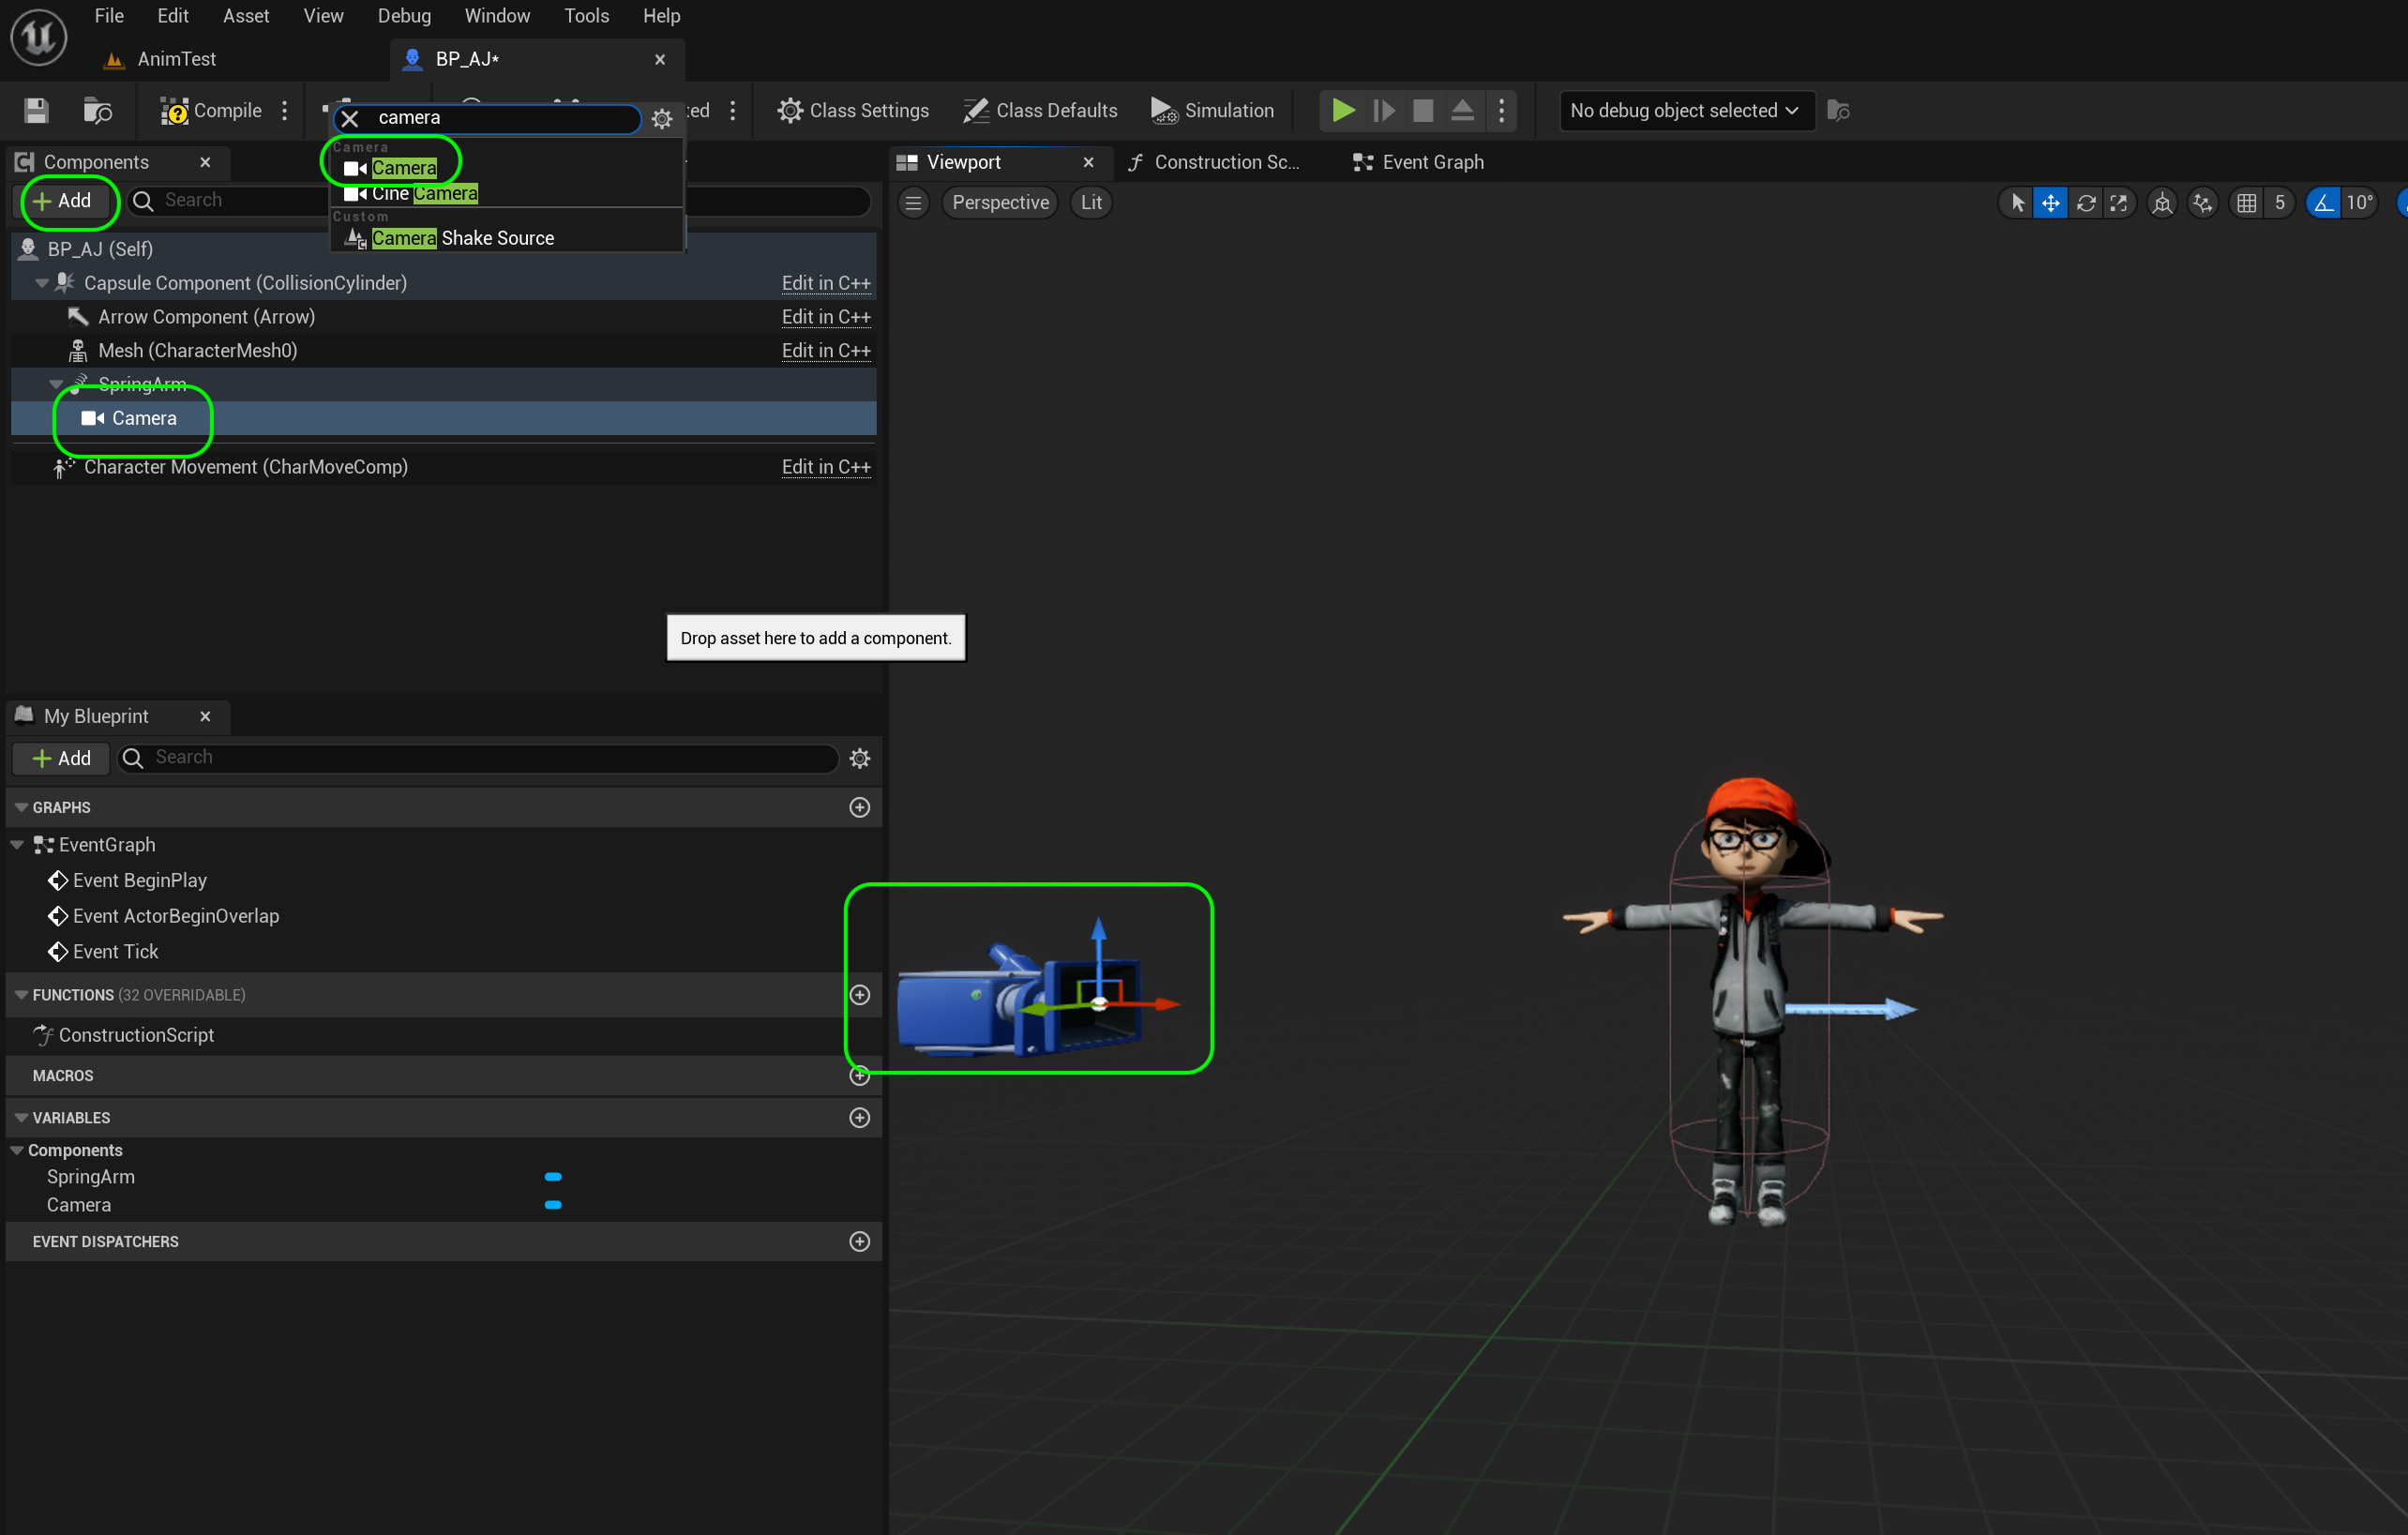 File Edit Asset View Debug Window Tools Help
AnimTest
BP_AJ*
Compile
ted
Class Settings
Class Defaults
Simulation
No debug object selected
camera
Camera
Camera
Cine Camera
Custom
Camera Shake Source
Components
Add
Search
BP_AJ (Self)
Capsule Component (CollisionCylinder) Edit in C++
Arrow Component (Arrow) Edit in C++
Mesh (CharacterMesh0) Edit in C++
SpringArm
Camera
Character Movement (CharMoveComp) Edit in C++
Drop asset here to add a component.
My Blueprint
Add
Search
GRAPHS
EventGraph
Event BeginPlay
Event ActorBeginOverlap
Event Tick
FUNCTIONS (32 OVERRIDABLE)
ConstructionScript
MACROS
VARIABLES
Components
SpringArm
Camera
EVENT DISPATCHERS
Viewport
Construction Sc...
Event Graph
Perspective
Lit
5
10°